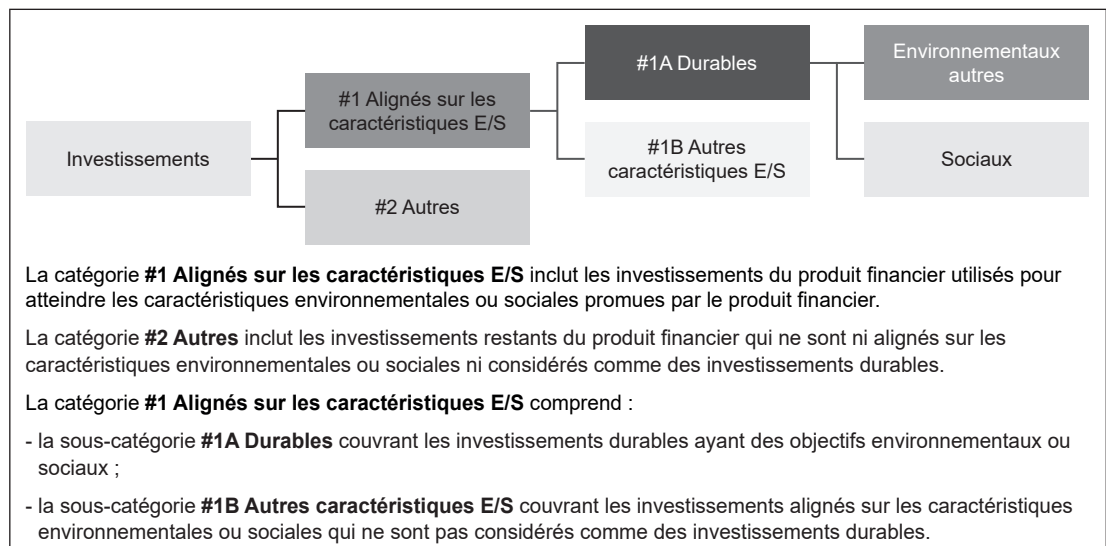 Investissements
#1 Alignés sur les
caractéristiques E/S
#2 Autres
#1A Durables
#1B Autres
caractéristiques E/S
Environnementaux
autres
Sociaux
La catégorie #1 Alignés sur les caractéristiques E/S inclut les investissements du produit financier utilisés pour
atteindre les caractéristiques environnementales ou sociales promues par le produit financier.
La catégorie #2 Autres inclut les investissements restants du produit financier qui ne sont ni alignés sur les
caractéristiques environnementales ou sociales ni considérés comme des investissements durables.
La catégorie #1 Alignés sur les caractéristiques E/S comprend :
- la sous-catégorie #1A Durables couvrant les investissements durables ayant des objectifs environnementaux ou
sociaux ;
- la sous-catégorie #1B Autres caractéristiques E/S couvrant les investissements alignés sur les caractéristiques
environnementales ou sociales qui ne sont pas considérés comme des investissements durables.